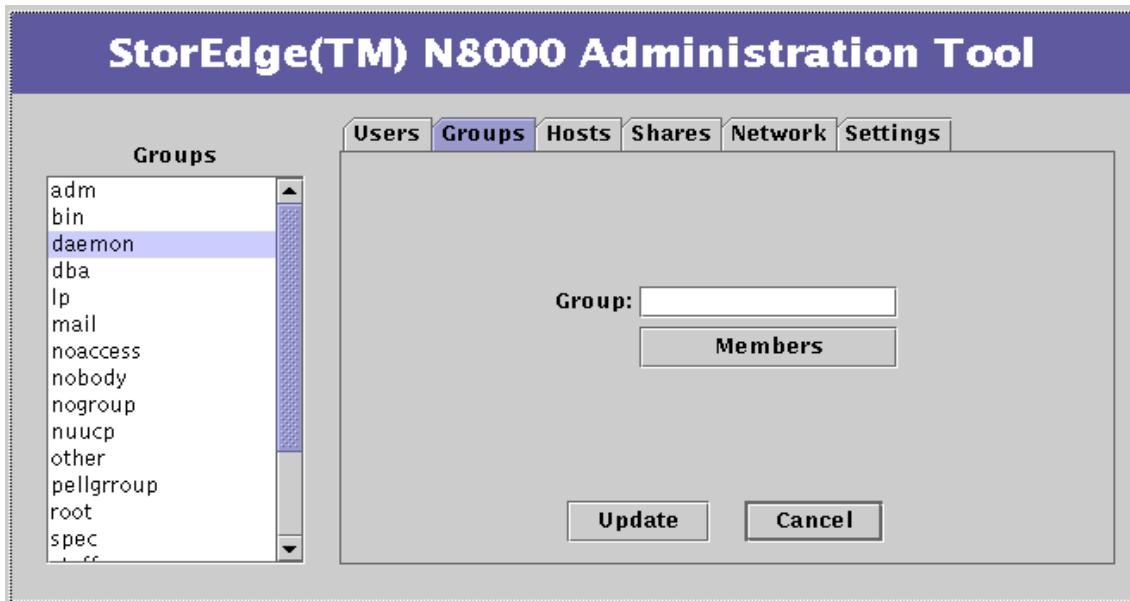 StorEdge(TM) N8000 Administration Tool
Users Groups Hosts Shares Network Settings
Groups
adm
bin
daemon
dba
lp
mail
noaccess
nobody
nogroup
nuucp
other
pellgrroup
root
spec
Group:
Members
Update Cancel